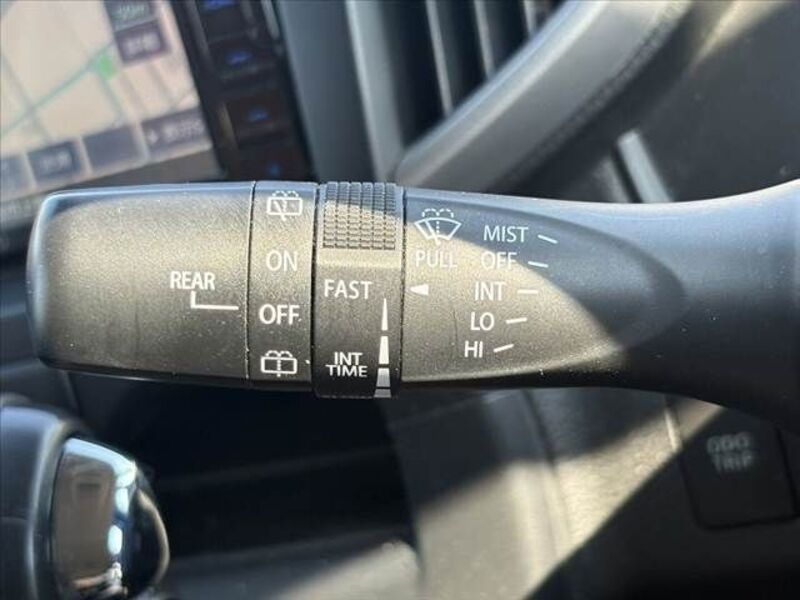 REAR
ON
OFF
FAST
INT
TIME
PULL
MIST
OFF
INT
LO
HI
ODO
TRIP